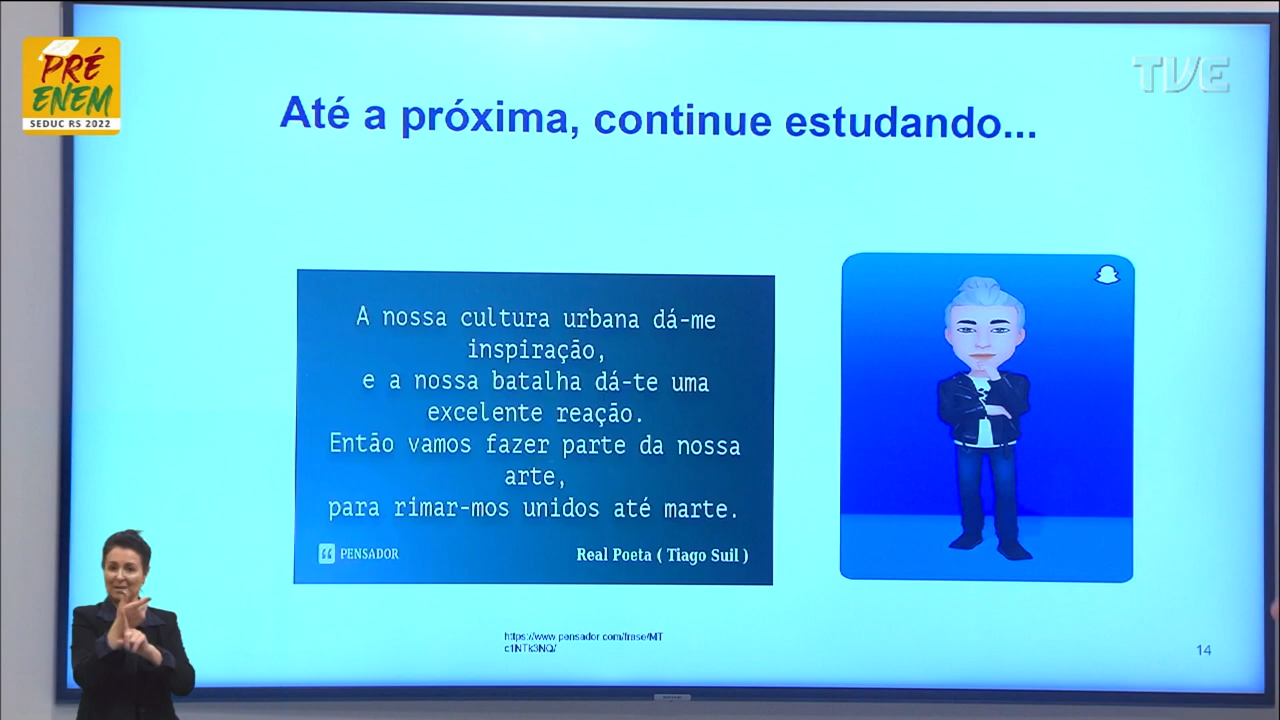 PRÉ
ENEM
SEDUC RS 2022
TVE
Até a próxima, continue estudando...
A nossa cultura urbana dá-me
inspiração,
e a nossa batalha dá-te uma
excelente reação.
Então vamos fazer parte da nossa
arte,
para rimar-mos unidos até marte.
PENSADOR
Real Poeta ( Tiago Suil )
https://www.pensador.com/frase/MT
c1NTk3NQ/
14